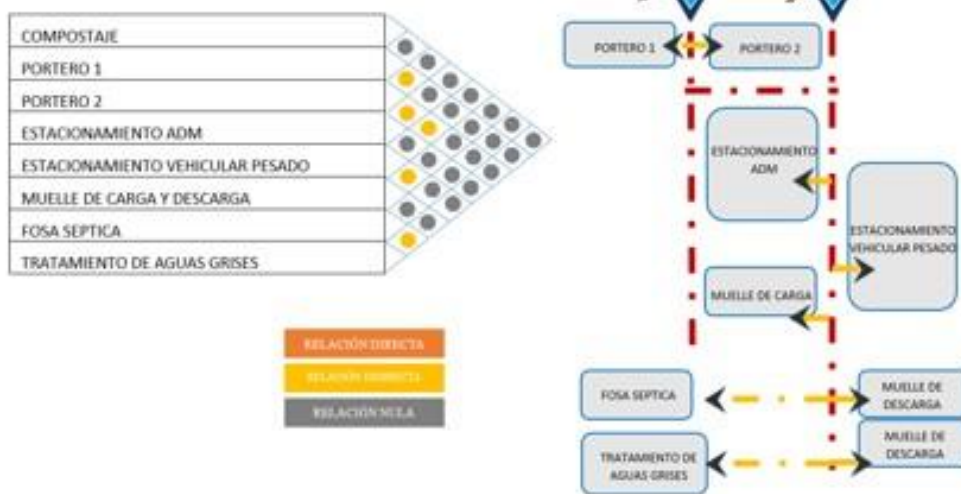 COMPOSTAJE
PORTERO 1
PORTERO 2
ESTACIONAMIENTO ADM
ESTACIONAMIENTO VEHICULAR PESADO
MUELLE DE CARGA Y DESCARGA
FOSA SEPTICA
TRATAMIENTO DE AGUAS GRISES
RELACIÓN DIRECTA
RELACIÓN INDIRECTA
RELACIÓN NULA
PORTERO 1
PORTERO 2
ESTACIONAMIENTO
ADM
ESTACIONAMIENTO
VEHICULAR PESADO
MUELLE DE CARGA
FOSA SEPTICA
MUELLE DE
DESCARGA
MUELLE DE
DESCARGA
TRATAMIENTO DE
AGUAS GRISES